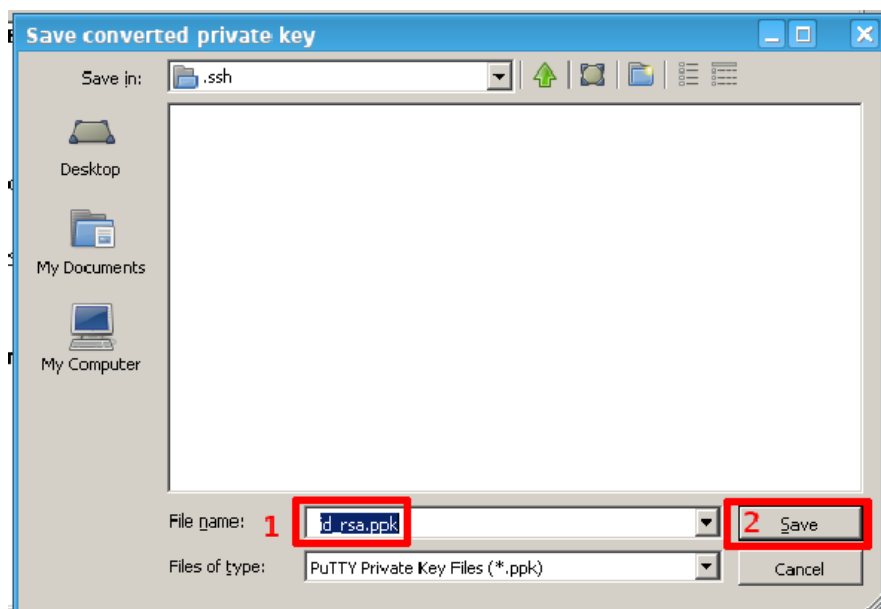 Save converted private key
Save in: .ssh
Desktop
My Documents
My Computer
File name: 1 id_rsa.ppk 2 Save
Files of type: PuTTY Private Key Files (*.ppk) Cancel